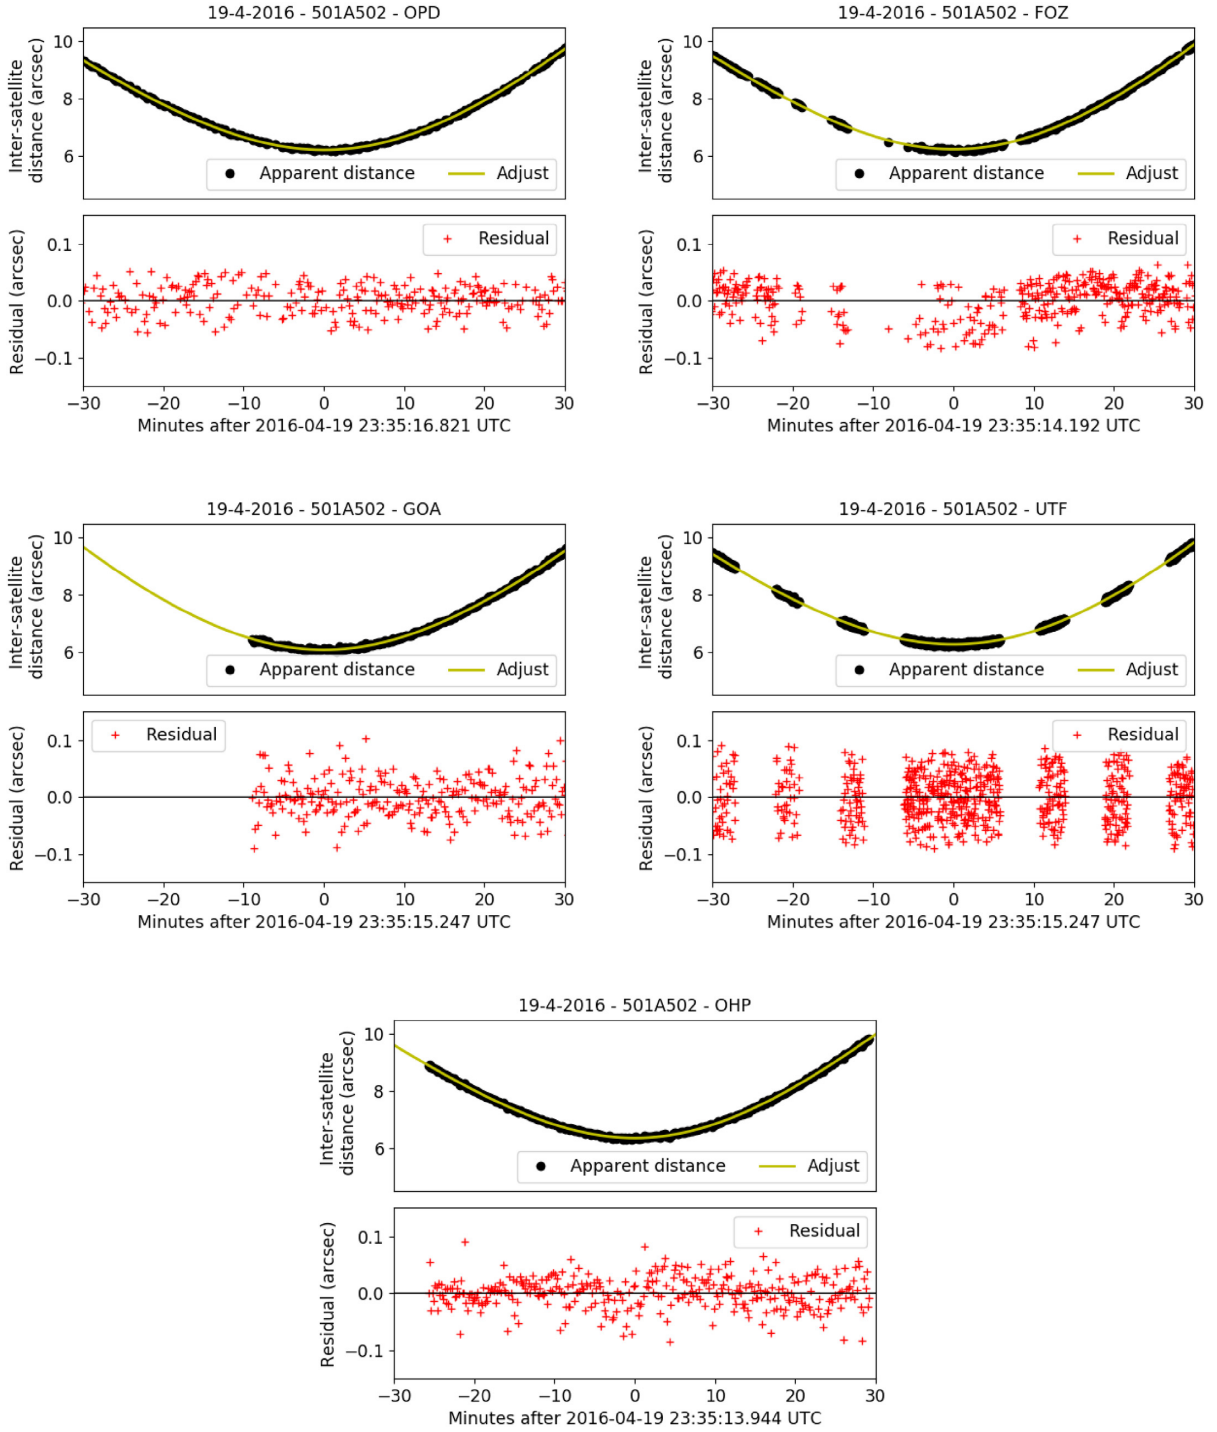 19-4-2016 - 501A502 - OPD
Inter-satellite
distance (arcsec)
10
8
6
Apparent distance
Adjust
Residual (arcsec)
0.1
0.0
−0.1
Residual
−30 −20 −10 0 10 20 30
Minutes after 2016-04-19 23:35:16.821 UTC
19-4-2016 - 501A502 - FOZ
Inter-satellite
distance (arcsec)
10
8
6
Apparent distance
Adjust
Residual (arcsec)
0.1
0.0
−0.1
Residual
−30 −20 −10 0 10 20 30
Minutes after 2016-04-19 23:35:14.192 UTC
19-4-2016 - 501A502 - GOA
Inter-satellite
distance (arcsec)
10
8
6
Apparent distance
Adjust
Residual (arcsec)
0.1
0.0
−0.1
Residual
−30 −20 −10 0 10 20 30
Minutes after 2016-04-19 23:35:15.247 UTC
19-4-2016 - 501A502 - UTF
Inter-satellite
distance (arcsec)
10
8
6
Apparent distance
Adjust
Residual (arcsec)
0.1
0.0
−0.1
Residual
−30 −20 −10 0 10 20 30
Minutes after 2016-04-19 23:35:15.247 UTC
19-4-2016 - 501A502 - OHP
Inter-satellite
distance (arcsec)
10
8
6
Apparent distance
Adjust
Residual (arcsec)
0.1
0.0
−0.1
Residual
−30 −20 −10 0 10 20 30
Minutes after 2016-04-19 23:35:13.944 UTC